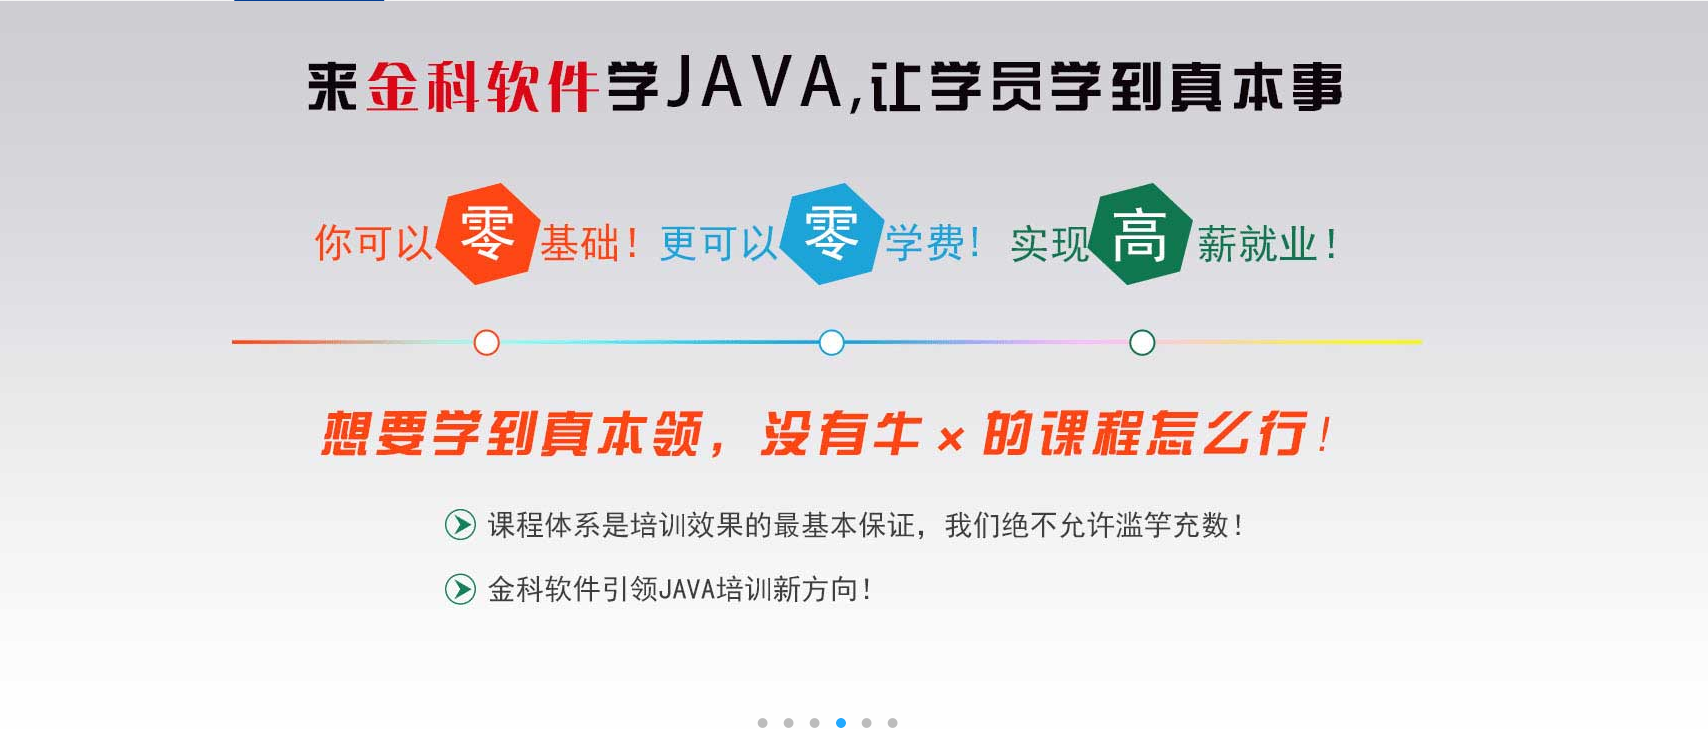 来金科软件学JAVA,让学员学到真本事
你可以零基础！更可以零学费！实现高薪就业！
想要学到真本领，没有牛×的课程怎么行！
课程体系是培训效果的最基本保证，我们绝不允许滥竽充数！
金科软件引领JAVA培训新方向！